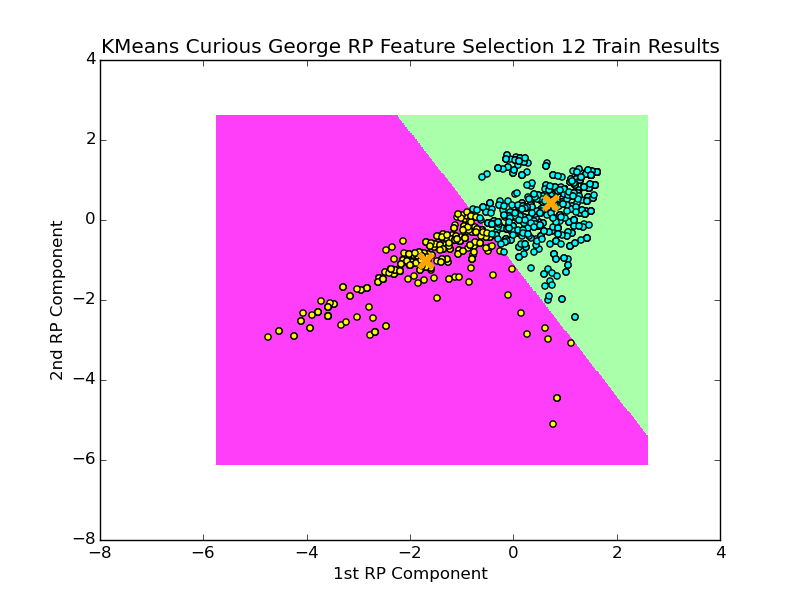 KMeans Curious George RP Feature Selection 12 Train Results
4
2
0
−2
−4
−6
−8
2nd RP Component
−8 −6 −4 −2 0 2 4
1st RP Component